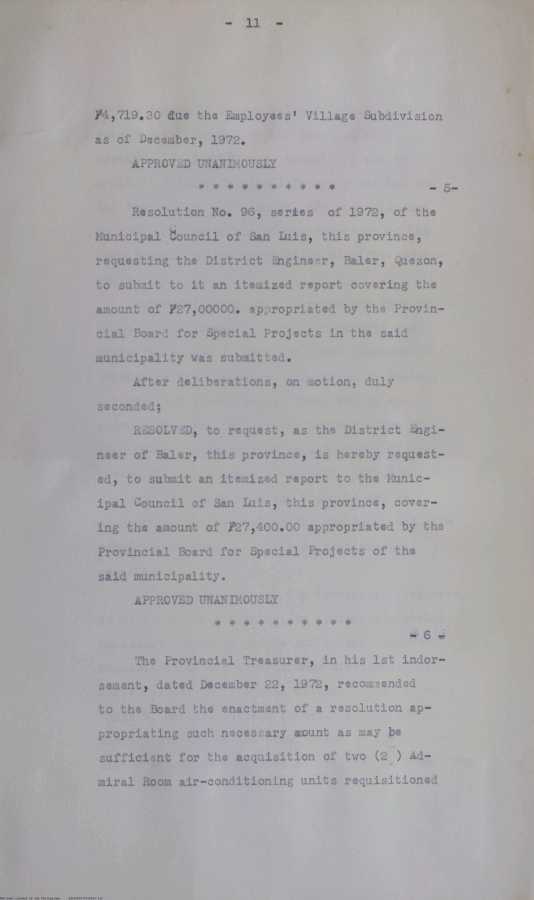 - 11 -
₱4,719.30 due the Employees' Village Subdivision
as of December, 1972.
APPROVED UNANIMOUSLY
* * * * * * * * * *
- 5-
Resolution No. 96, series of 1972, of the
Municipal Council of San Luis, this province,
requesting the District Engineer, Baler, Quezon,
to submit to it an itemized report covering the
amount of ₱27,00000. appropriated by the Provin-
cial Board for Special Projects in the said
municipality was submitted.
After deliberations, on motion, duly
seconded;
RESOLVED, to request, as the District Engi-
neer of Baler, this province, is hereby request-
ed, to submit an itemized report to the Munic-
ipal Council of San Luis, this province, cover-
ing the amount of ₱27,400.00 appropriated by the
Provincial Board for Special Projects of the
said municipality.
APPROVED UNANIMOUSLY
* * * * * * * * * *
- 6 -
The Provincial Treasurer, in his 1st indor-
sement, dated December 22, 1972, recommended
to the Board the enactment of a resolution ap-
propriating such necessary amount as may be
sufficient for the acquisition of two (2 ) Ad-
miral Room air-conditioning units requisitioned